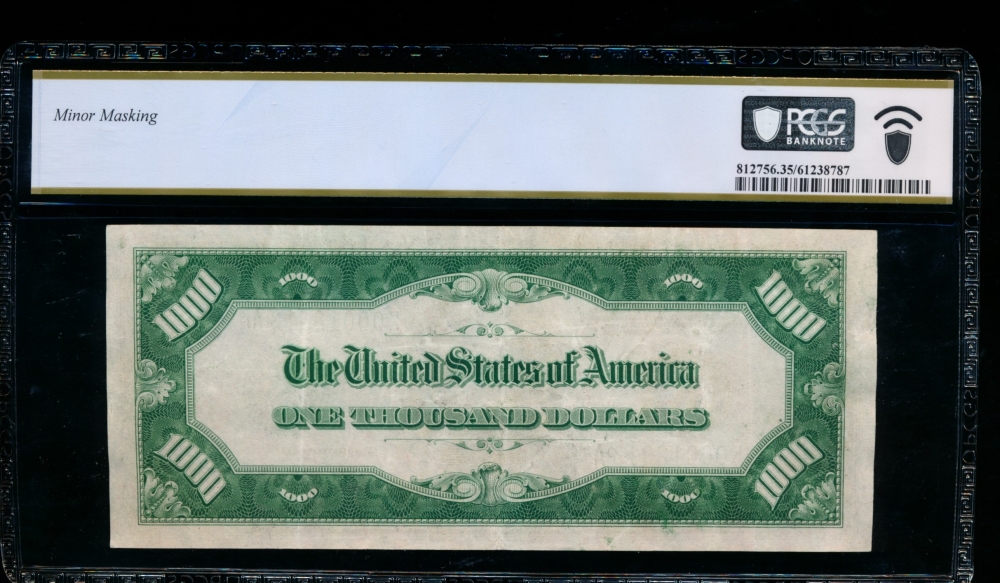 Minor Masking
PCGS
BANKNOTE
812756.35/61238787
1000 1000 1000 1000
The United States of America
ONE THOUSAND DOLLARS
1000 1000 1000 1000